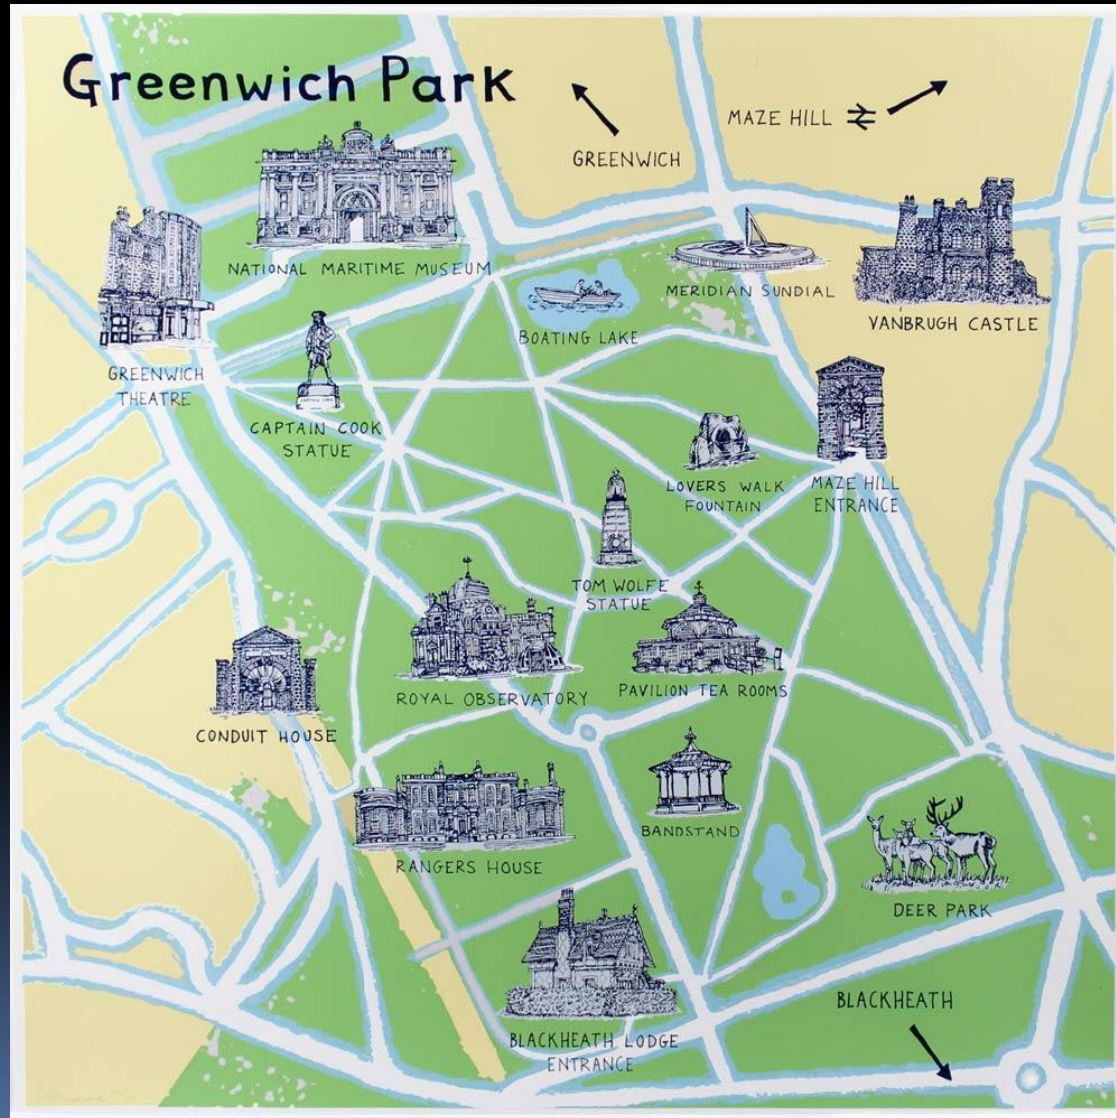 Greenwich Park
GREENWICH
MAZE HILL
NATIONAL MARITIME MUSEUM
MERIDIAN SUNDIAL
VANBRUGH CASTLE
BOATING LAKE
GREENWICH
THEATRE
CAPTAIN COOK
STATUE
LOVERS WALK
FOUNTAIN
MAZE HILL
ENTRANCE
TOM WOLFE
STATUE
ROYAL OBSERVATORY
PAVILION TEA ROOMS
CONDUIT HOUSE
BANDSTAND
RANGERS HOUSE
DEER PARK
BLACKHEATH
BLACKHEATH LODGE
ENTRANCE